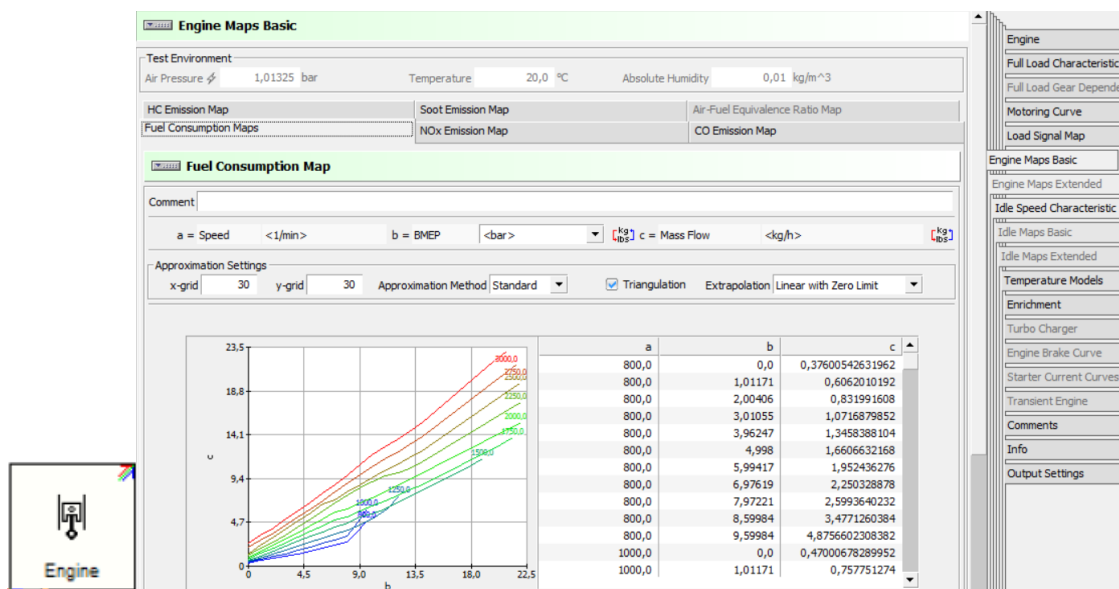 Engine Maps Basic
Test Environment
Air Pressure 1,01325 bar Temperature 20,0 °C Absolute Humidity 0,01 kg/m^3
HC Emission Map Soot Emission Map Air-Fuel Equivalence Ratio Map
Fuel Consumption Maps NOx Emission Map CO Emission Map
Fuel Consumption Map
Comment
a = Speed <1/min> b = BMEP <bar> kg lbs c = Mass Flow <kg/h> kg lbs
Approximation Settings
x-grid 30 y-grid 30 Approximation Method Standard Triangulation Extrapolation Linear with Zero Limit
23,5
18,8
14,1
9,4
4,7
0
c
0 4,5 9,0 13,5 18,0 22,5
b
3000,0
2750,0
2500,0
2250,0
2000,0
1750,0
1500,0
1250,0
1000,0
800,0
a b c
800,0 0,0 0,37600542631962
800,0 1,01171 0,6062010192
800,0 2,00406 0,831991608
800,0 3,01055 1,0716879852
800,0 3,96247 1,3458388104
800,0 4,998 1,6606632168
800,0 5,99417 1,952436276
800,0 6,97619 2,250328878
800,0 7,97221 2,5993640232
800,0 8,59984 3,4771260384
800,0 9,59984 4,8756602308382
1000,0 0,0 0,47000678289952
1000,0 1,01171 0,757751274
Engine
Full Load Characteristic
Full Load Gear Depende
Motoring Curve
Load Signal Map
Engine Maps Basic
Engine Maps Extended
Idle Speed Characteristic
Idle Maps Basic
Idle Maps Extended
Temperature Models
Enrichment
Turbo Charger
Engine Brake Curve
Starter Current Curves
Transient Engine
Comments
Info
Output Settings
Engine